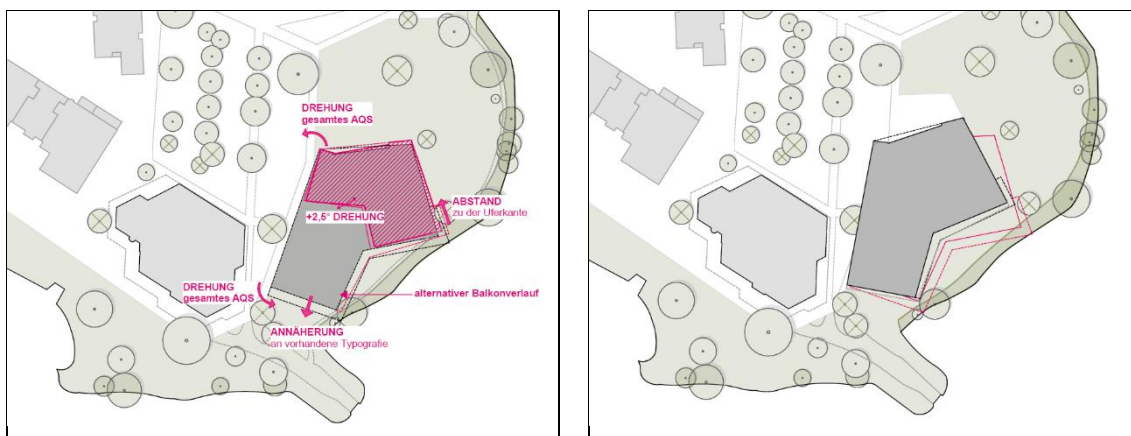 DREHUNG
gesamtes AQS
ABSTAND
zu der Uferkante
+2,5° DREHUNG
DREHUNG
gesamtes AQS
alternativer Balkonverlauf
ANNÄHERUNG
an vorhandene Typografie